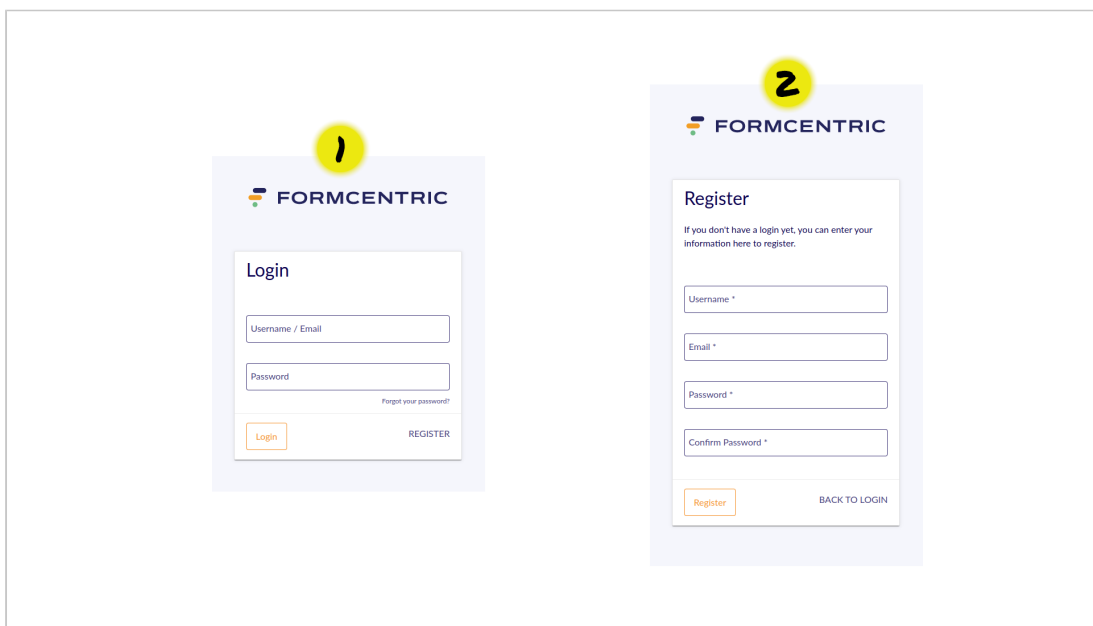 1
FORMCENTRIC
Login
Username / Email
Password
Forgot your password?
Login
REGISTER
2
FORMCENTRIC
Register
If you don't have a login yet, you can enter your
information here to register.
Username *
Email *
Password *
Confirm Password *
Register
BACK TO LOGIN